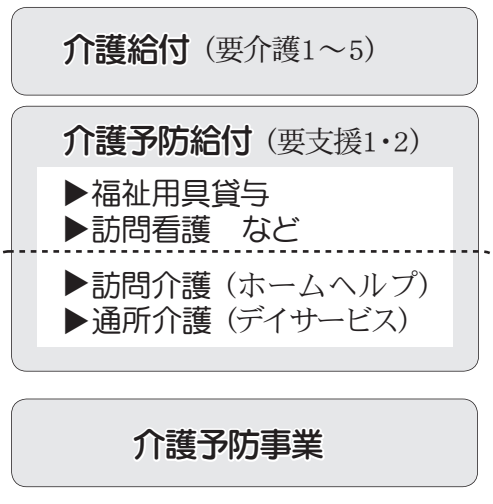 介護給付（要介護1～5）
介護予防給付（要支援1・2）
▶福祉用具貸与
▶訪問看護　など
▶訪問介護（ホームヘルプ）
▶通所介護（デイサービス）
介護予防事業